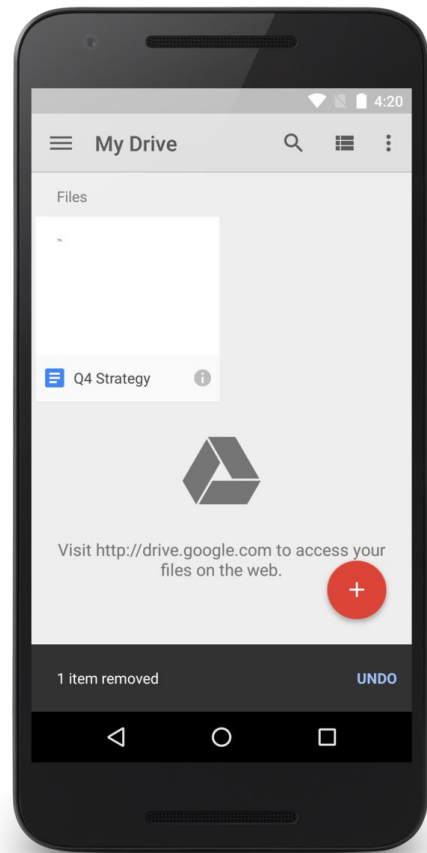 4:20
My Drive
Files
Q4 Strategy
Visit http://drive.google.com to access your
files on the web.
1 item removed
UNDO